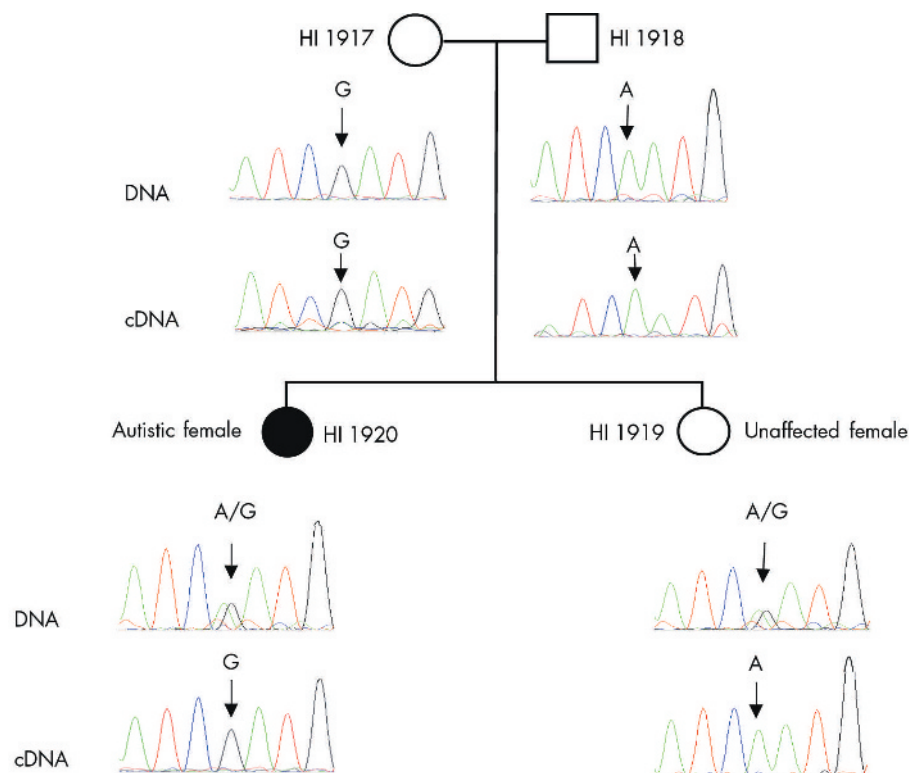 HI 1917
HI 1918
G
A
DNA
G
A
cDNA
Autistic female
HI 1920
HI 1919
Unaffected female
A/G
A/G
DNA
G
A
cDNA